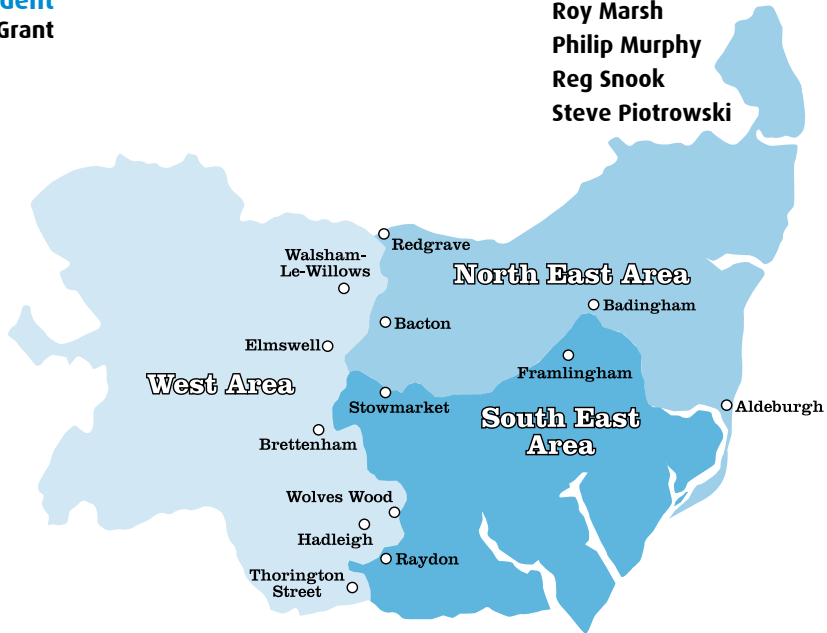 Grant
Roy Marsh
Philip Murphy
Reg Snook
Steve Piotrowski
Redgrave
Walsham-
Le-Willows
North East Area
Badingham
Bacton
Elmswell
Framlingham
West Area
Stowmarket
Aldeburgh
South East
Area
Brettenham
Wolves Wood
Hadleigh
Raydon
Thorington
Street